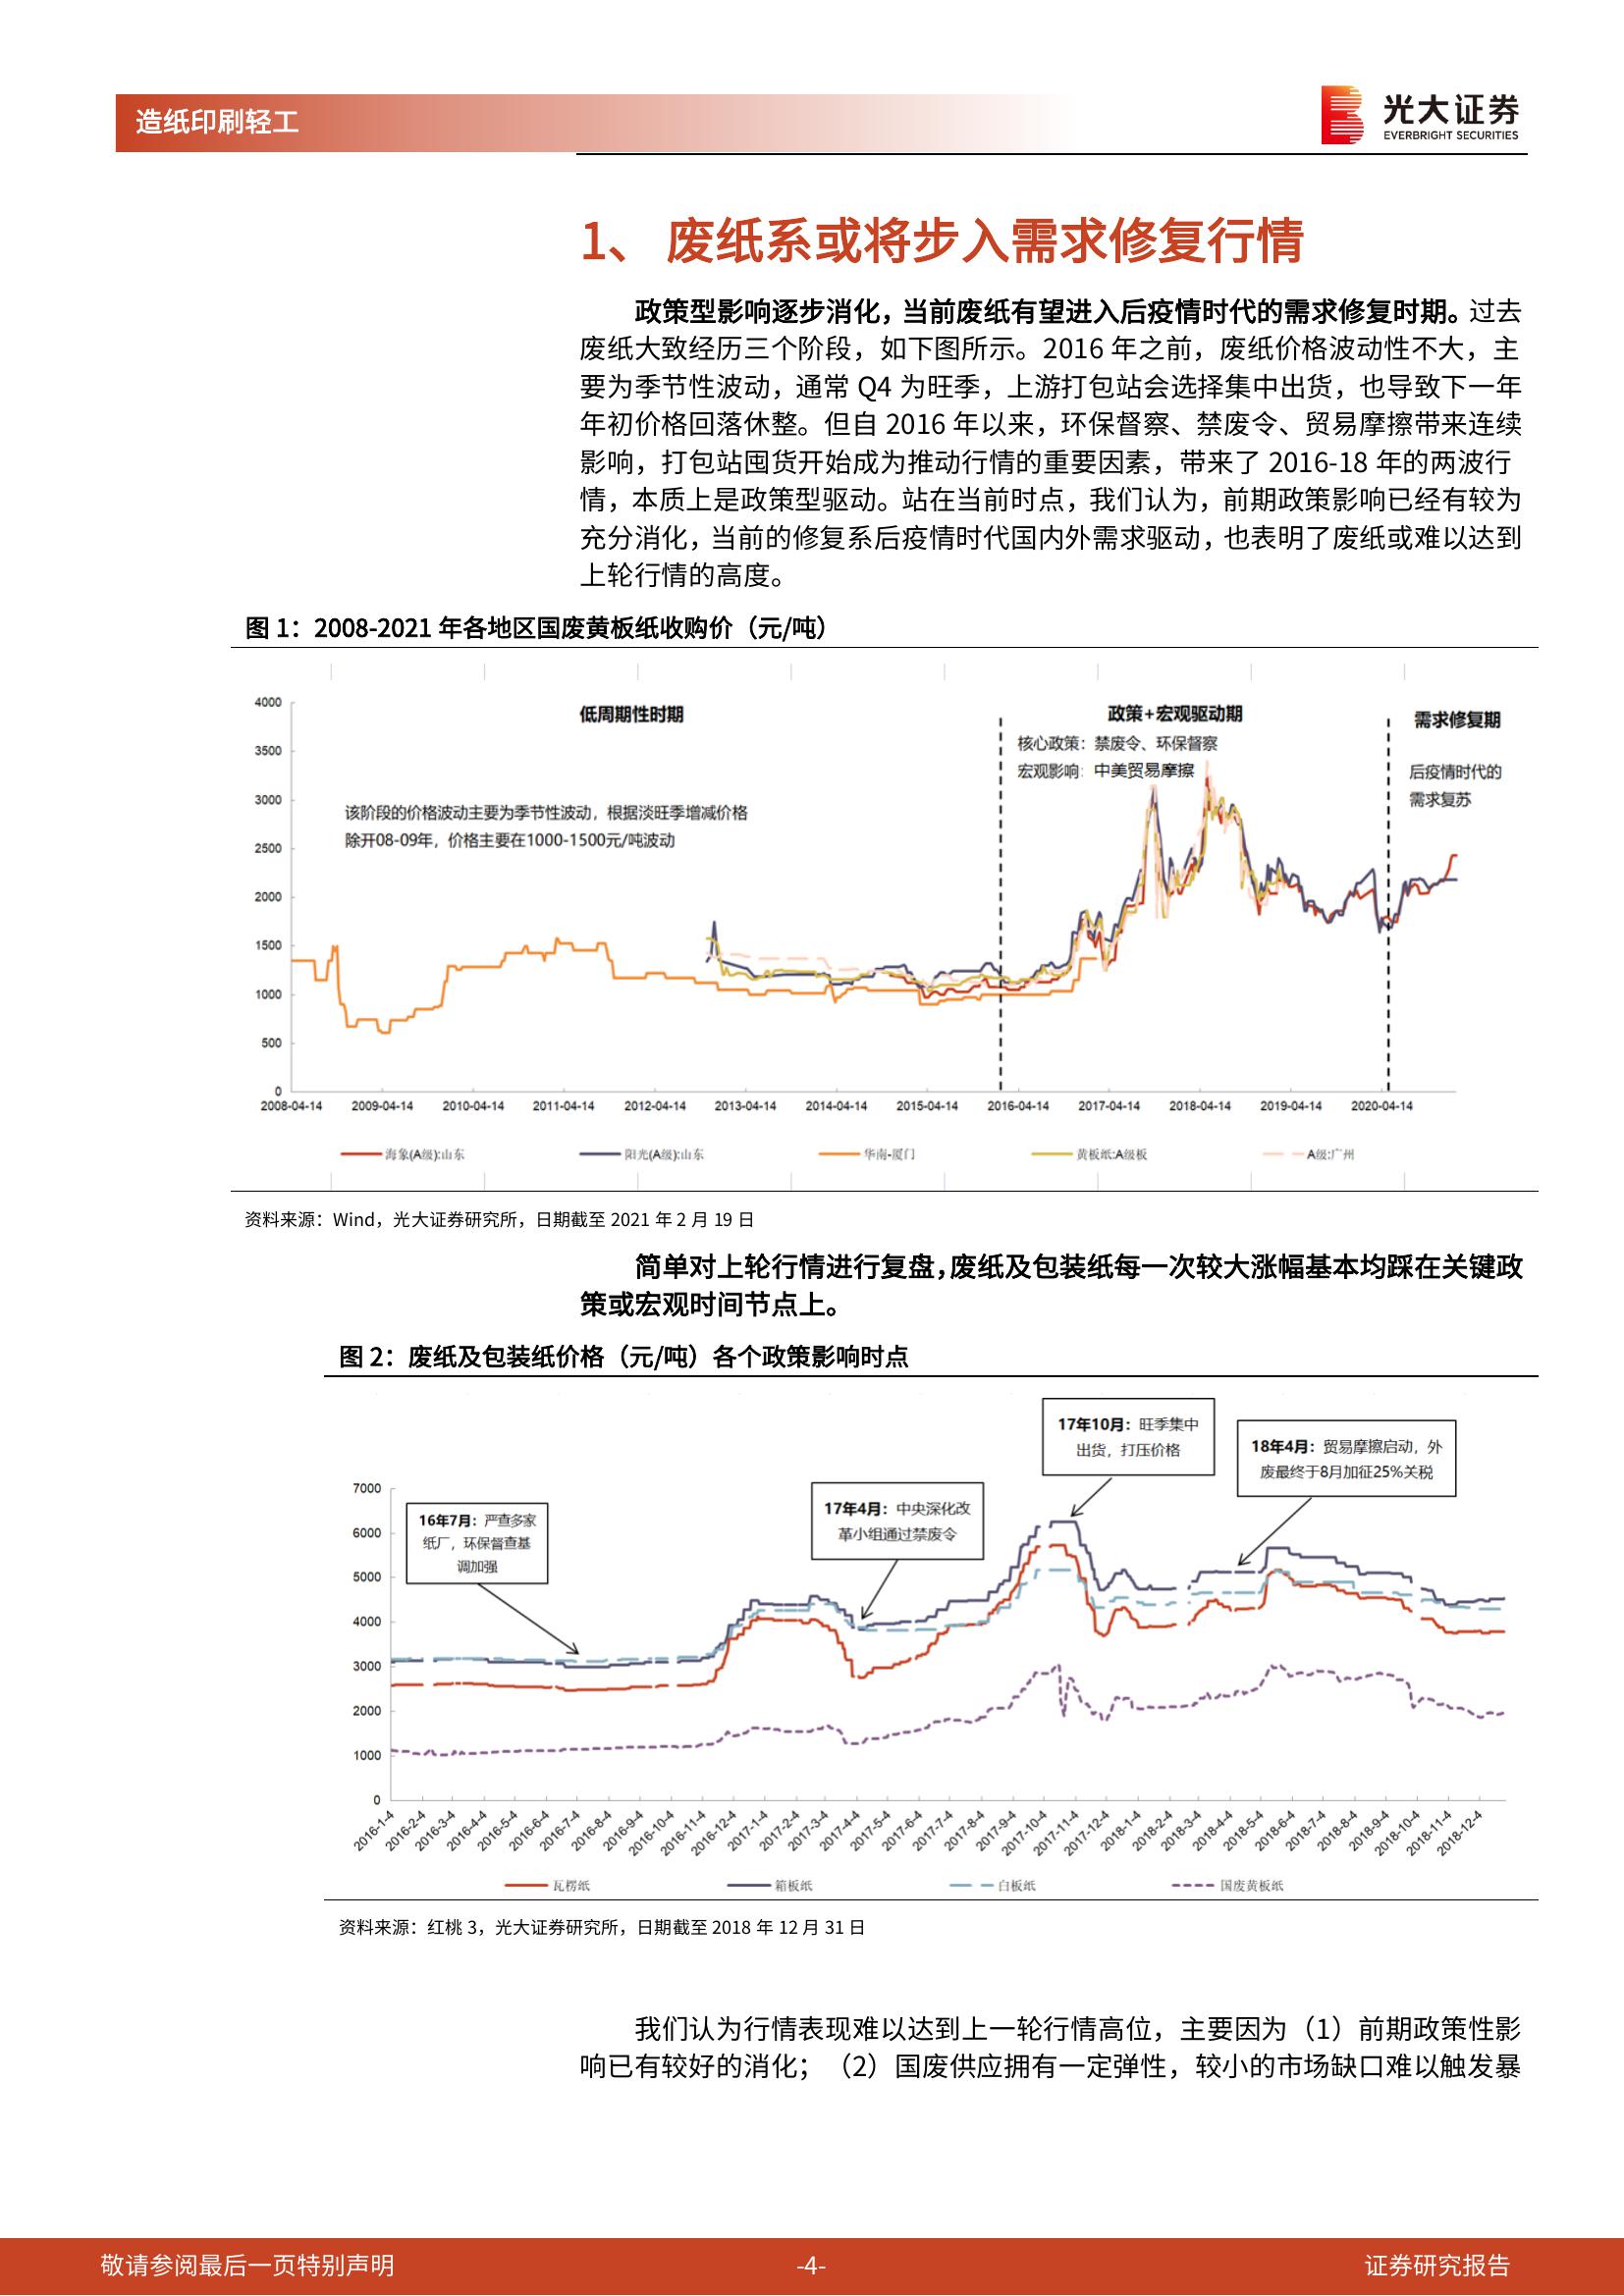 造纸印刷轻工
光大证券
EVERBRIGHT SECURITIES
1、 废纸系或将步入需求修复行情
政策型影响逐步消化，当前废纸有望进入后疫情时代的需求修复时期。过去
废纸大致经历三个阶段，如下图所示。2016 年之前，废纸价格波动性不大，主
要为季节性波动，通常 Q4 为旺季，上游打包站会选择集中出货，也导致下一年
年初价格回落休整。但自 2016 年以来，环保督察、禁废令、贸易摩擦带来连续
影响，打包站囤货开始成为推动行情的重要因素，带来了 2016-18 年的两波行
情，本质上是政策型驱动。站在当前时点，我们认为，前期政策影响已经有较为
充分消化，当前的修复系后疫情时代国内外需求驱动，也表明了废纸或难以达到
上轮行情的高度。
图 1：2008-2021 年各地区国废黄板纸收购价（元/吨）
4000
3500
3000
2500
2000
1500
1000
500
0
低周期性时期
该阶段的价格波动主要为季节性波动，根据淡旺季增减价格
除开08-09年，价格主要在1000-1500元/吨波动
政策+宏观驱动期
核心政策：禁废令、环保督察
宏观影响：中美贸易摩擦
需求修复期
后疫情时代的
需求复苏
2008-04-14 2009-04-14 2010-04-14 2011-04-14 2012-04-14 2013-04-14 2014-04-14 2015-04-14 2016-04-14 2017-04-14 2018-04-14 2019-04-14 2020-04-14
海象(A级):山东 阳光(A级):山东 华南-厦门 黄板纸:A级板 A级:广州
资料来源：Wind，光大证券研究所，日期截至 2021 年 2 月 19 日
简单对上轮行情进行复盘，废纸及包装纸每一次较大涨幅基本均踩在关键政
策或宏观时间节点上。
图 2：废纸及包装纸价格（元/吨）各个政策影响时点
7000
6000
5000
4000
3000
2000
1000
0
16年7月：严查多家
纸厂，环保督查基
调加强
17年4月：中央深化改
革小组通过禁废令
17年10月：旺季集中
出货，打压价格
18年4月：贸易摩擦启动，外
废最终于8月加征25%关税
2016-1-4 2016-2-4 2016-3-4 2016-4-4 2016-5-4 2016-6-4 2016-7-4 2016-8-4 2016-9-4 2016-10-4 2016-11-4 2016-12-4 2017-1-4 2017-2-4 2017-3-4 2017-4-4 2017-5-4 2017-6-4 2017-7-4 2017-8-4 2017-9-4 2017-10-4 2017-11-4 2017-12-4 2018-1-4 2018-2-4 2018-3-4 2018-4-4 2018-5-4 2018-6-4 2018-7-4 2018-8-4 2018-9-4 2018-10-4 2018-11-4 2018-12-4
瓦楞纸 箱板纸 白板纸 国废黄板纸
资料来源：红桃 3，光大证券研究所，日期截至 2018 年 12 月 31 日
我们认为行情表现难以达到上一轮行情高位，主要因为（1）前期政策性影
响已有较好的消化；（2）国废供应拥有一定弹性，较小的市场缺口难以触发暴
敬请参阅最后一页特别声明 -4- 证券研究报告